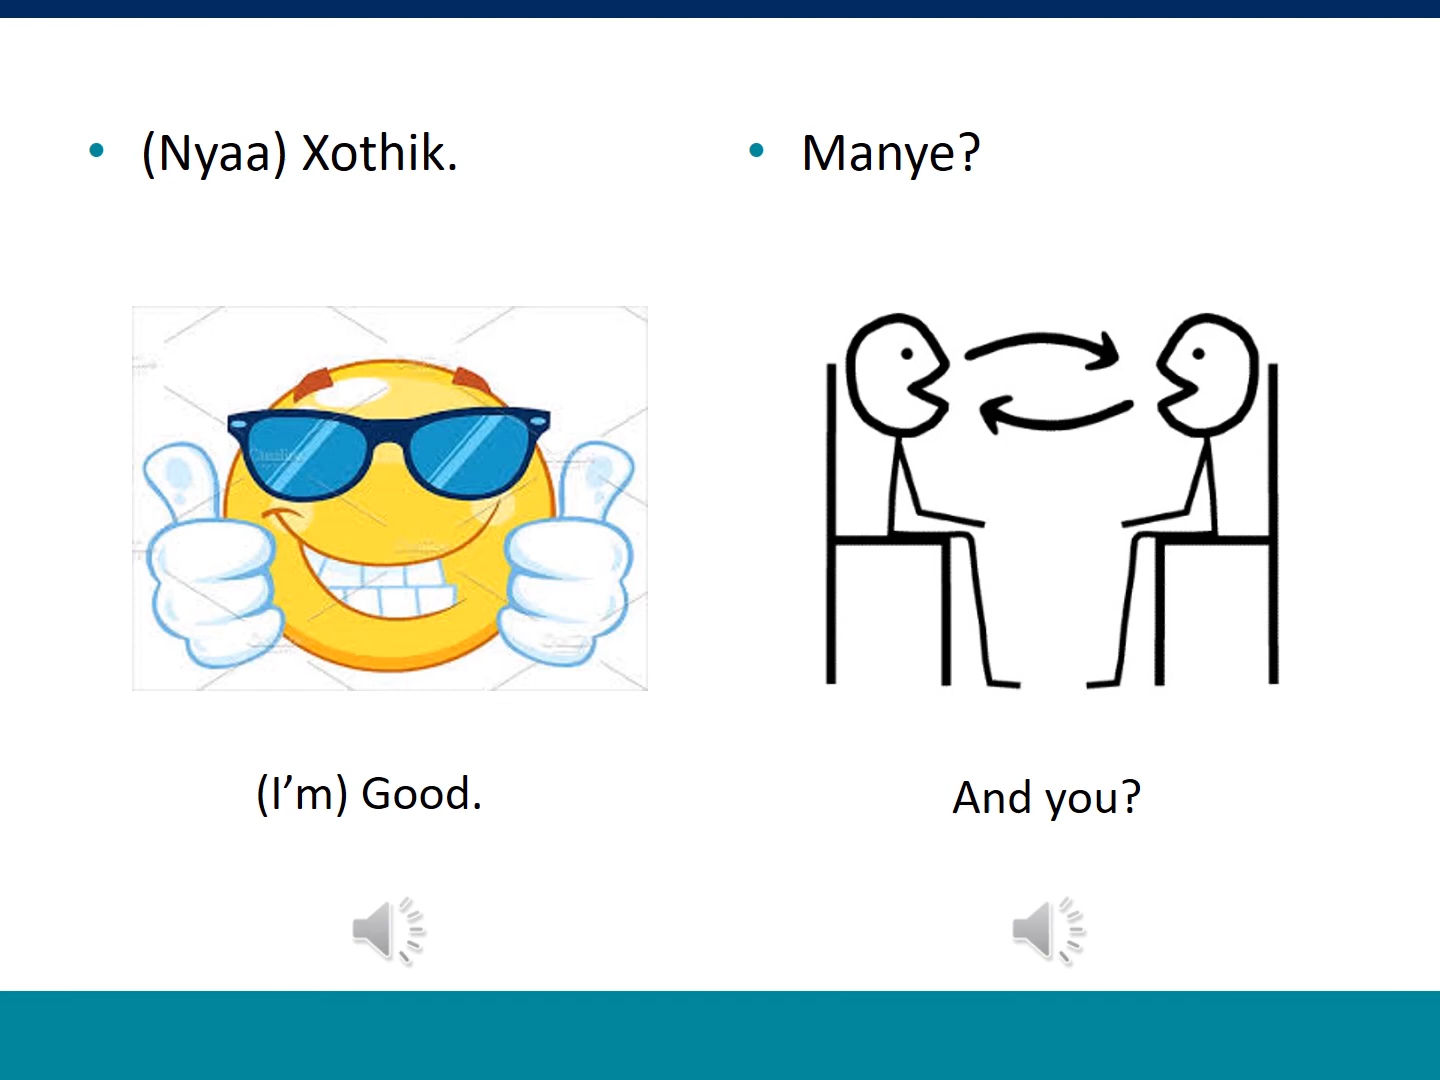 • (Nyaa) Xothik.
• Manye?
(I’m) Good.
And you?